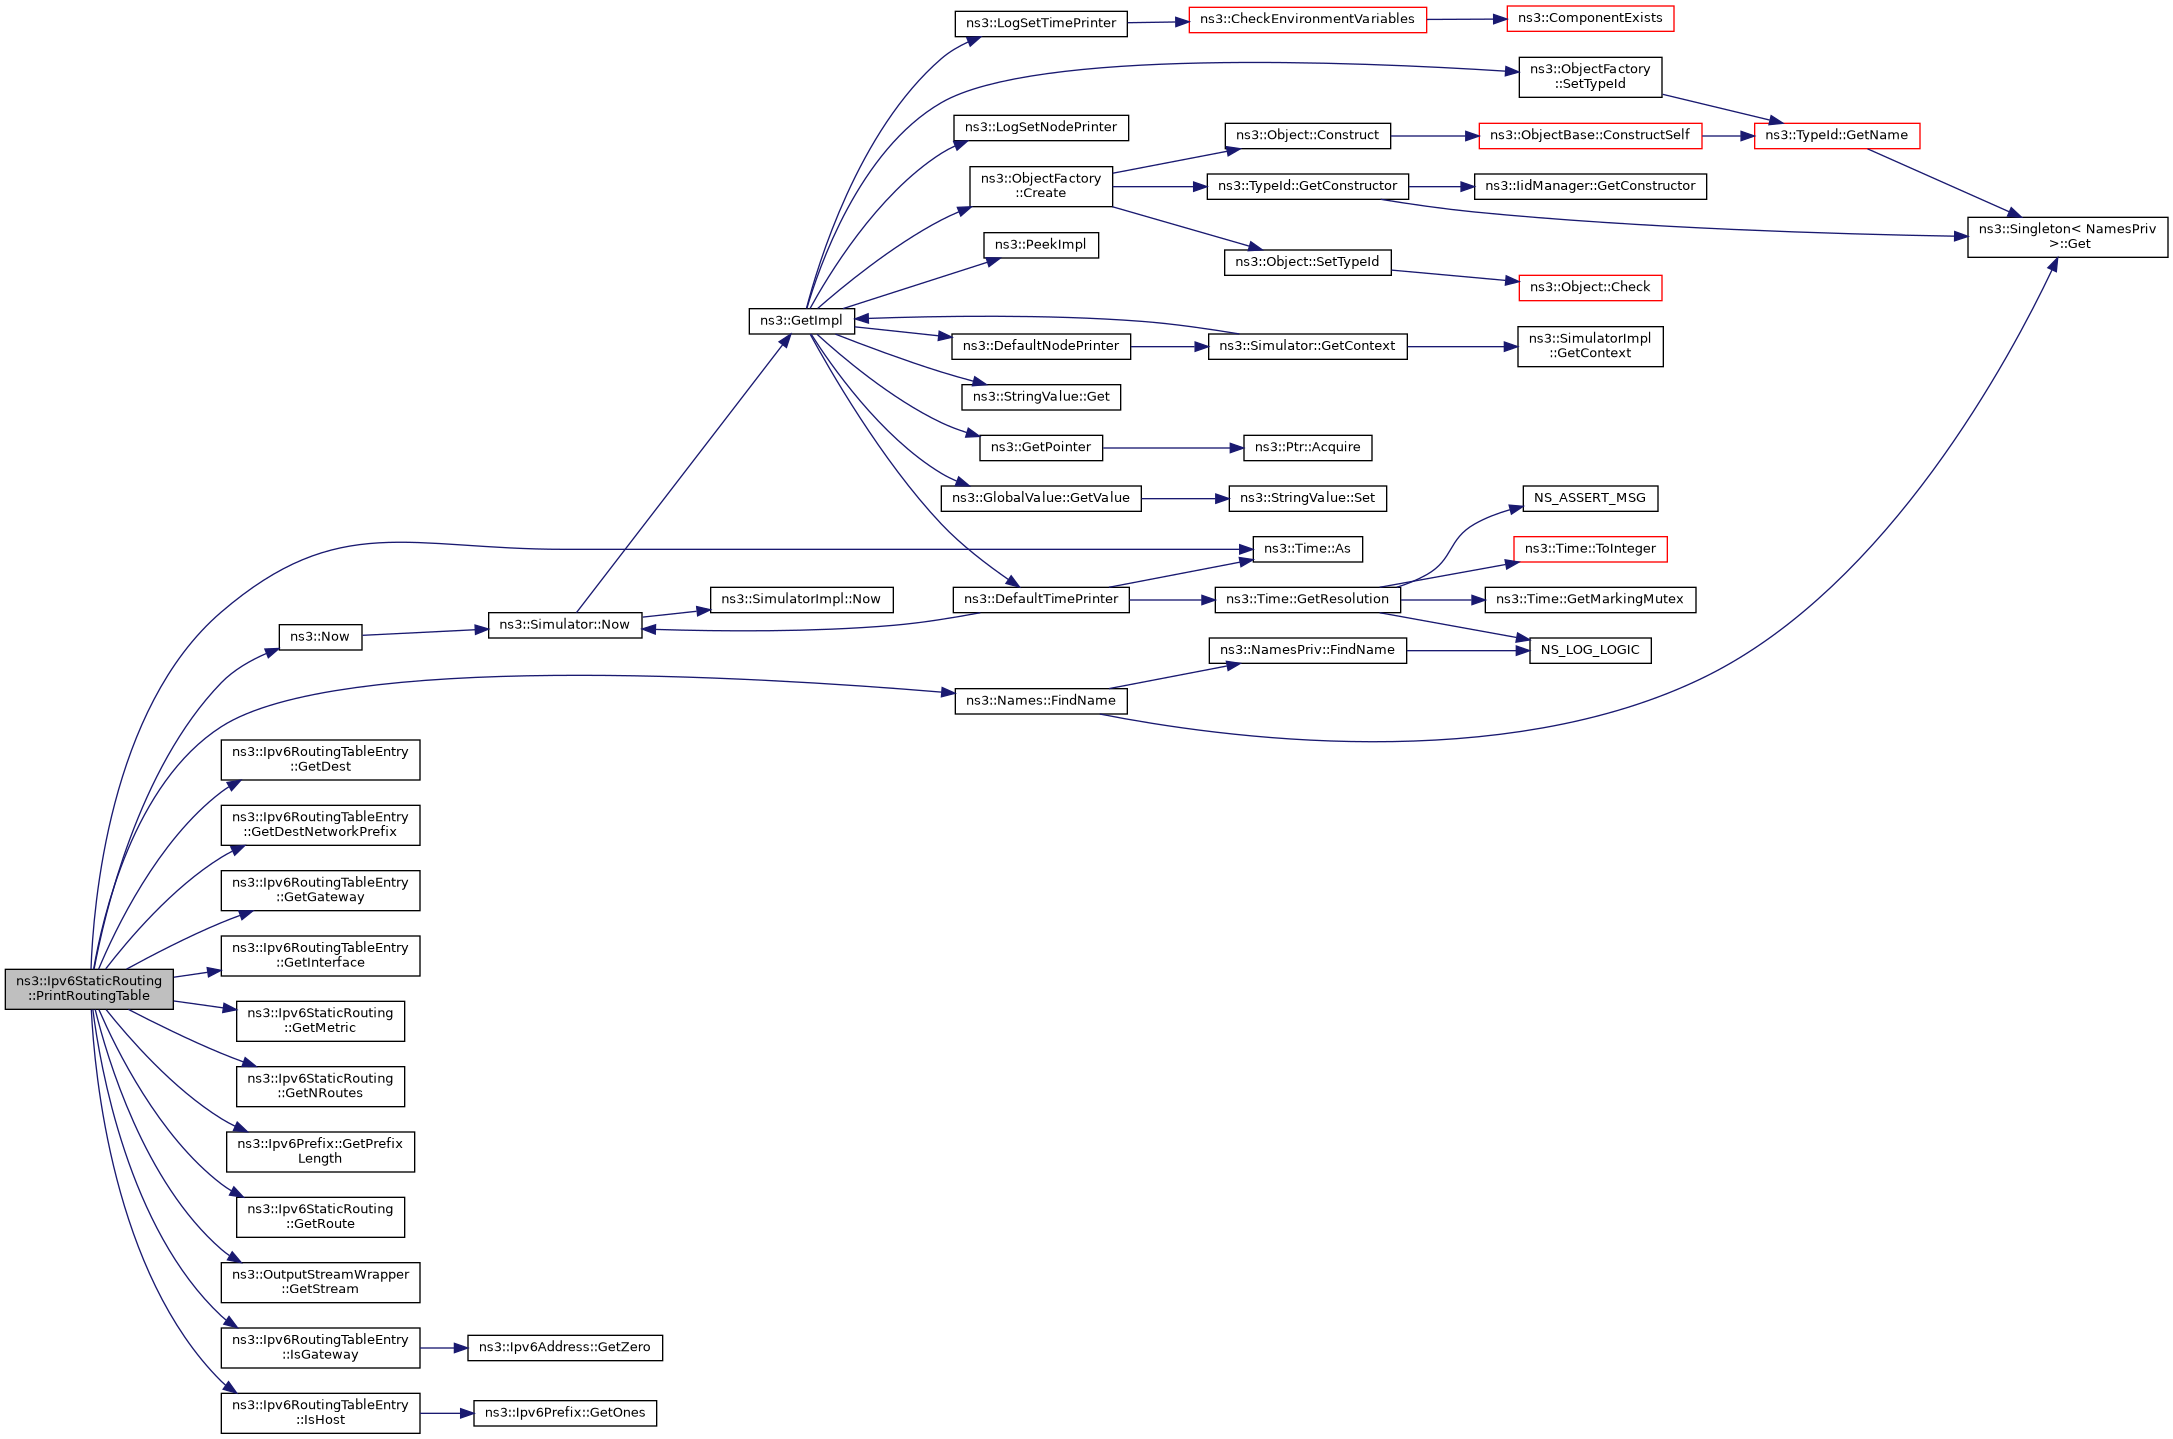 ns3::LogSetTimePrinter
ns3::CheckEnvironmentVariables
ns3::ComponentExists
ns3::ObjectFactory
::SetTypeId
ns3::LogSetNodePrinter
ns3::Object::Construct
ns3::ObjectBase::ConstructSelf
ns3::TypeId::GetName
ns3::ObjectFactory
::Create
ns3::TypeId::GetConstructor
ns3::IidManager::GetConstructor
ns3::Singleton< NamesPriv
>::Get
ns3::PeekImpl
ns3::Object::SetTypeId
ns3::Object::Check
ns3::GetImpl
ns3::DefaultNodePrinter
ns3::Simulator::GetContext
ns3::SimulatorImpl
::GetContext
ns3::StringValue::Get
ns3::GetPointer
ns3::Ptr::Acquire
ns3::GlobalValue::GetValue
ns3::StringValue::Set
NS_ASSERT_MSG
ns3::Time::As
ns3::Time::ToInteger
ns3::SimulatorImpl::Now
ns3::DefaultTimePrinter
ns3::Time::GetResolution
ns3::Time::GetMarkingMutex
ns3::Now
ns3::Simulator::Now
ns3::NamesPriv::FindName
NS_LOG_LOGIC
ns3::Names::FindName
ns3::Ipv6RoutingTableEntry
::GetDest
ns3::Ipv6RoutingTableEntry
::GetDestNetworkPrefix
ns3::Ipv6RoutingTableEntry
::GetGateway
ns3::Ipv6RoutingTableEntry
::GetInterface
ns3::Ipv6StaticRouting
::PrintRoutingTable
ns3::Ipv6StaticRouting
::GetMetric
ns3::Ipv6StaticRouting
::GetNRoutes
ns3::Ipv6Prefix::GetPrefix
Length
ns3::Ipv6StaticRouting
::GetRoute
ns3::OutputStreamWrapper
::GetStream
ns3::Ipv6RoutingTableEntry
::IsGateway
ns3::Ipv6Address::GetZero
ns3::Ipv6RoutingTableEntry
::IsHost
ns3::Ipv6Prefix::GetOnes